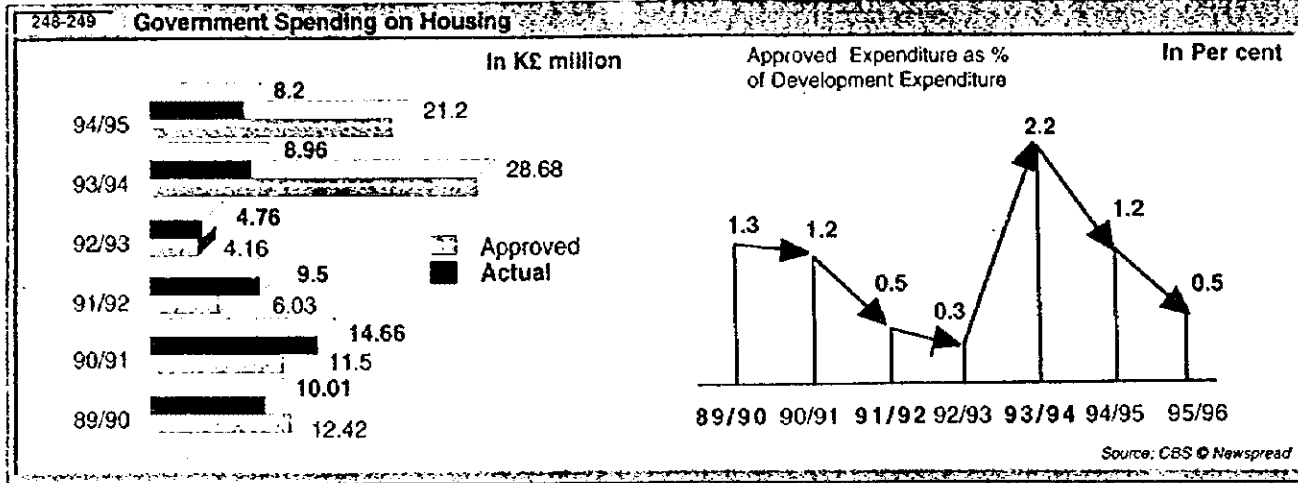 248-249 Government Spending on Housing
In K£ million
8.2
94/95 21.2
8.96
93/94 28.68
4.76
92/93 4.16
Approved
Actual
9.5
91/92 6.03
14.66
90/91 11.5
10.01
89/90 12.42
Approved Expenditure as %
of Development Expenditure
In Per cent
1.3 1.2 0.5 0.3 2.2 1.2 0.5
89/90 90/91 91/92 92/93 93/94 94/95 95/96
Source: CBS © Newspread